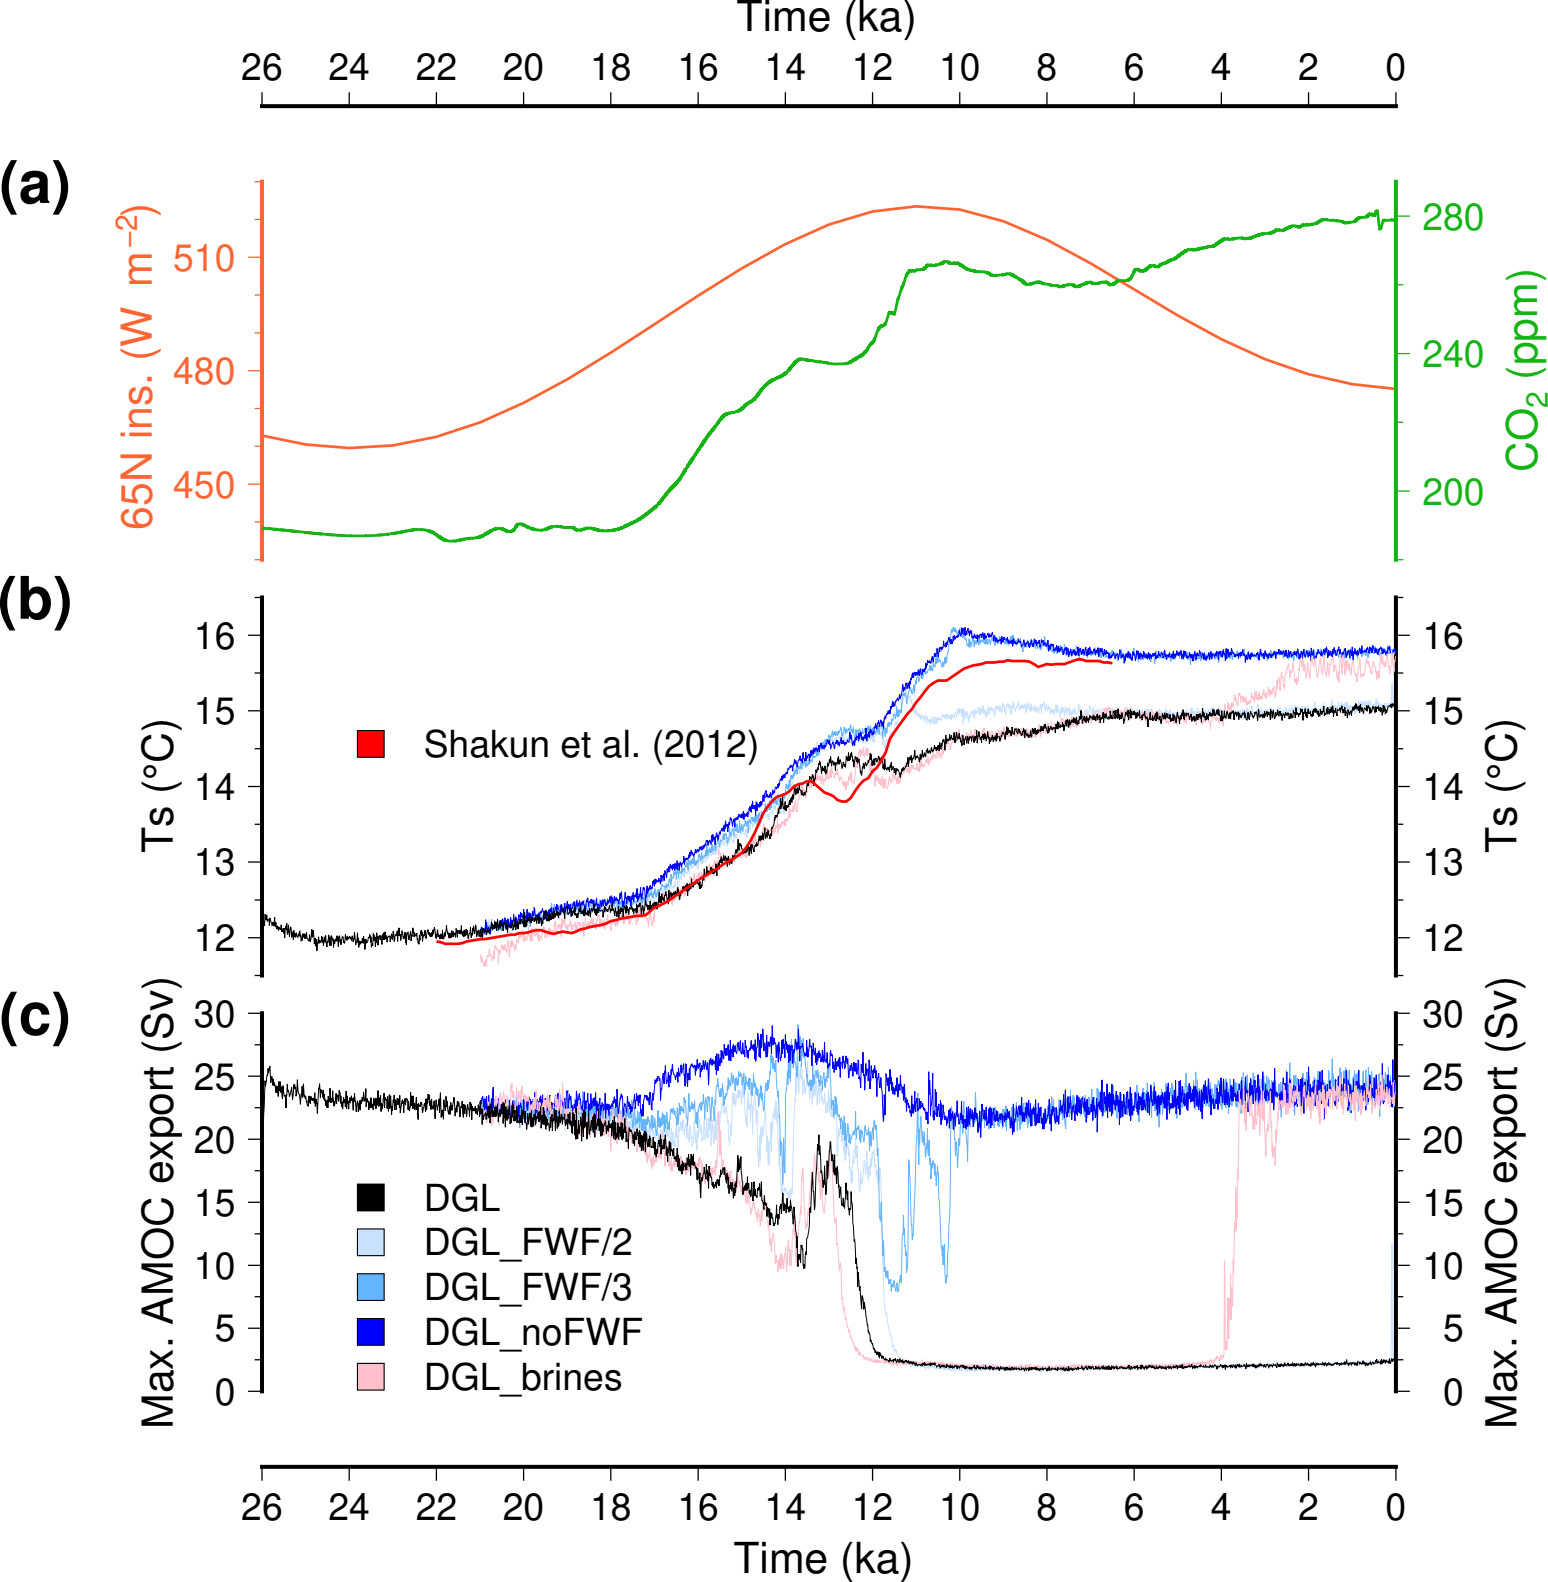 Time (ka)
26 24 22 20 18 16 14 12 10 8 6 4 2 0
(a)
65N ins. (W m−2)
510
480
450
280
240
200
CO2 (ppm)
(b)
Ts (°C)
16
15
14
13
12
Shakun et al. (2012)
16
15
14
13
12
Ts (°C)
(c)
Max. AMOC export (Sv)
30
25
20
15
10
5
0
DGL
DGL_FWF/2
DGL_FWF/3
DGL_noFWF
DGL_brines
30
25
20
15
10
5
0
Max. AMOC export (Sv)
26 24 22 20 18 16 14 12 10 8 6 4 2 0
Time (ka)